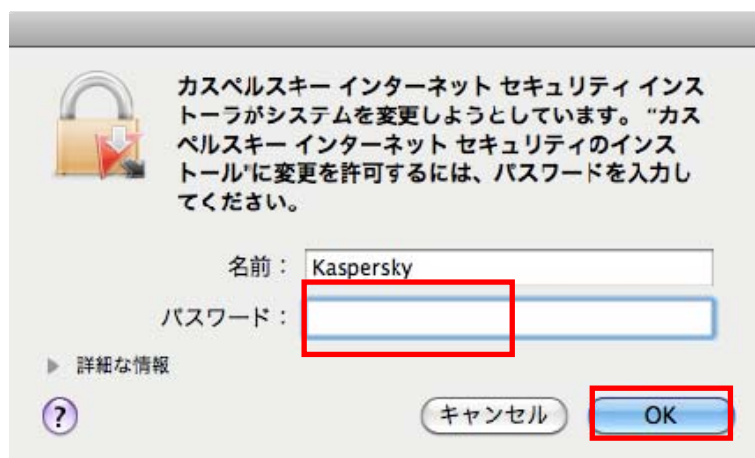 カスペルスキー インターネット セキュリティ インス
トーラがシステムを変更しようとしています。 “カス
ペルスキー インターネット セキュリティのインス
トール"に変更を許可するには、パスワードを入力し
てください。
名前： Kaspersky
パスワード：
▶ 詳細な情報
? キャンセル OK